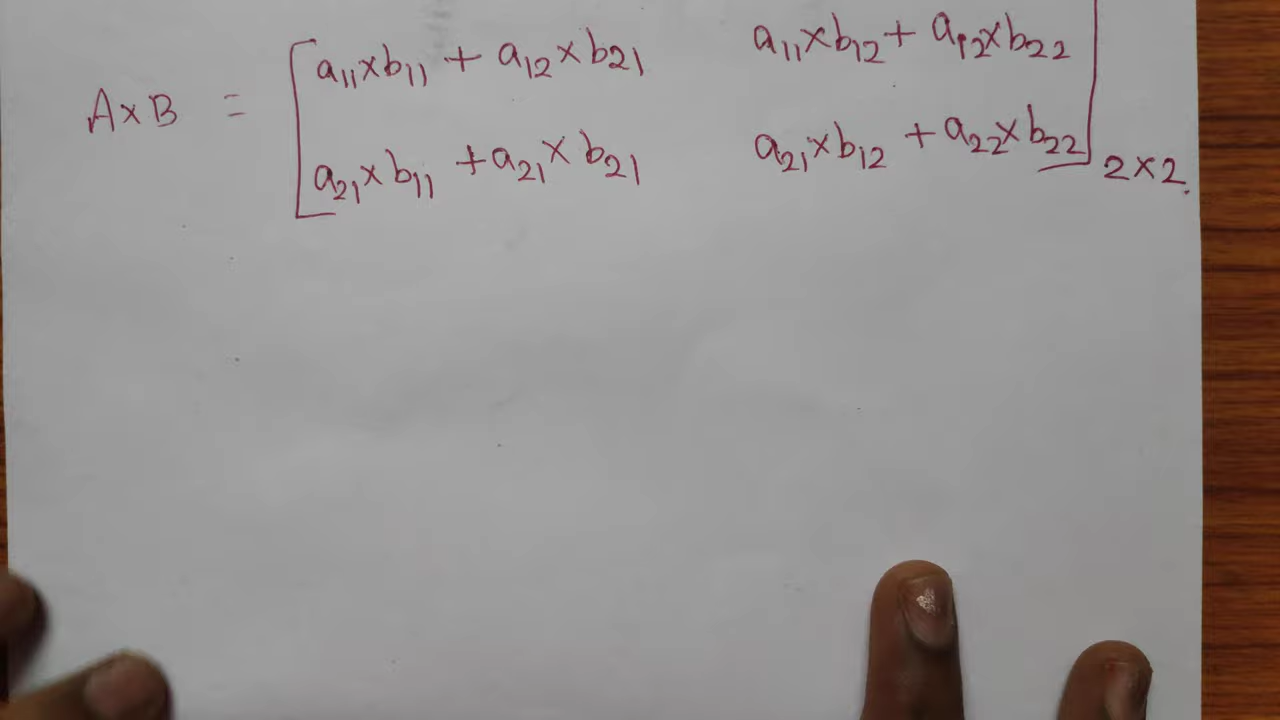 A×B = [ a11×b11 + a12×b21 a11×b12 + a12×b22
a21×b11 + a21×b21 a21×b12 + a22×b22 ] 2×2